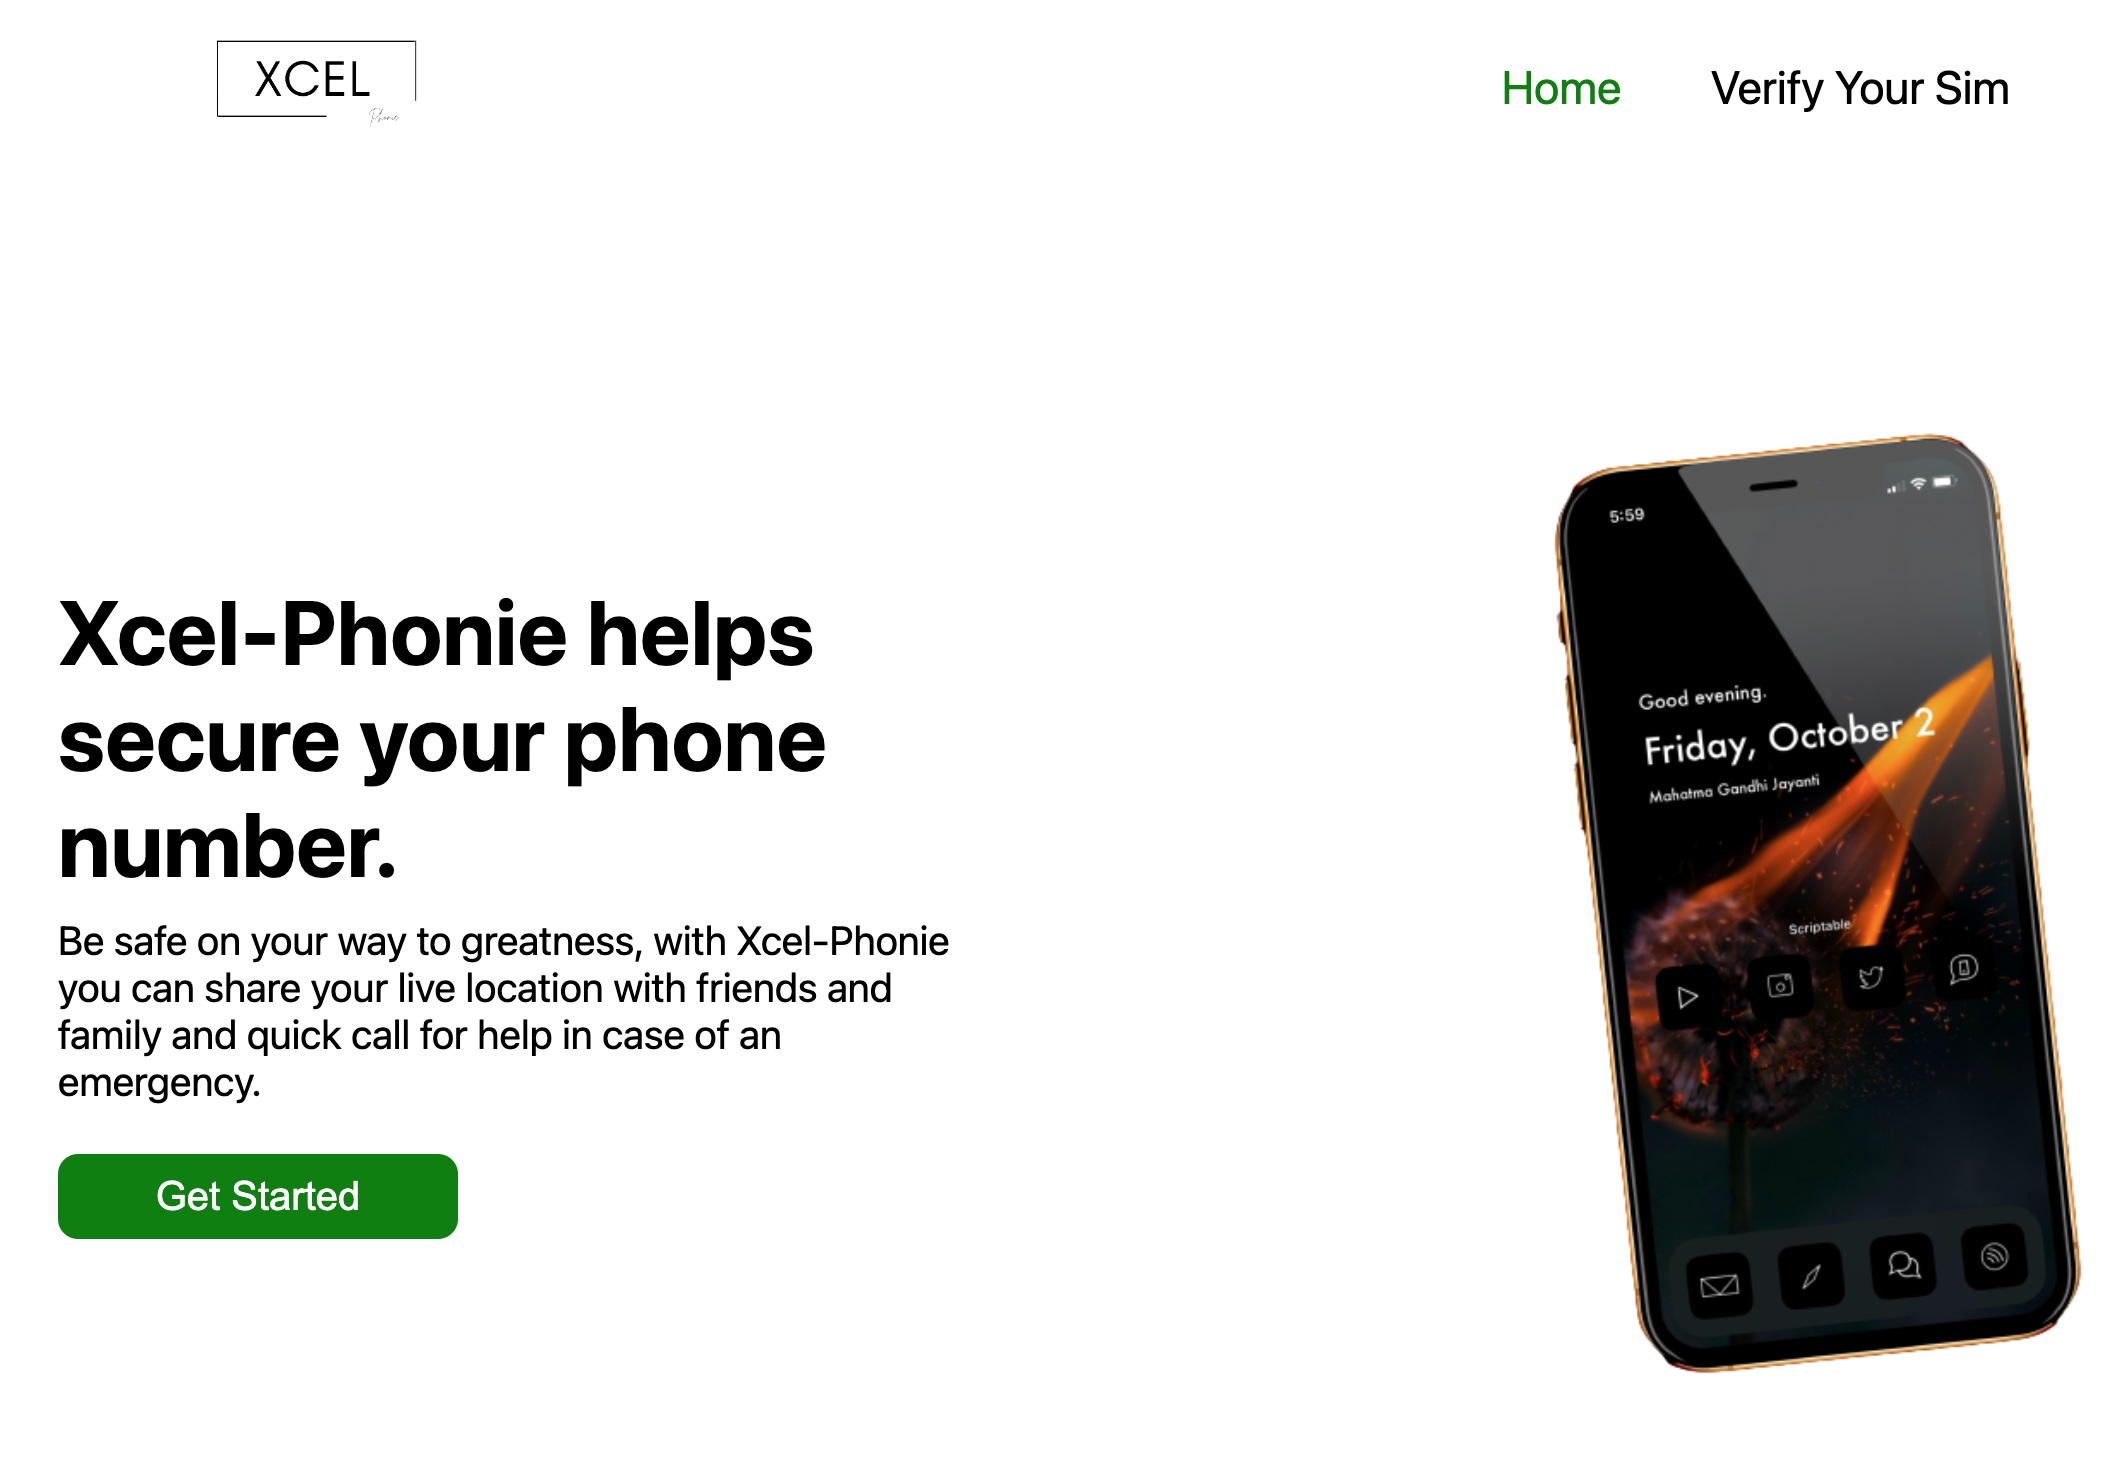 XCEL
Phonie
Home
Verify Your Sim
Xcel-Phonie helps
secure your phone
number.
Be safe on your way to greatness, with Xcel-Phonie
you can share your live location with friends and
family and quick call for help in case of an
emergency.
Get Started
5:59
Good evening.
Friday, October 2
Mahatma Gandhi Jayanti
Scriptable